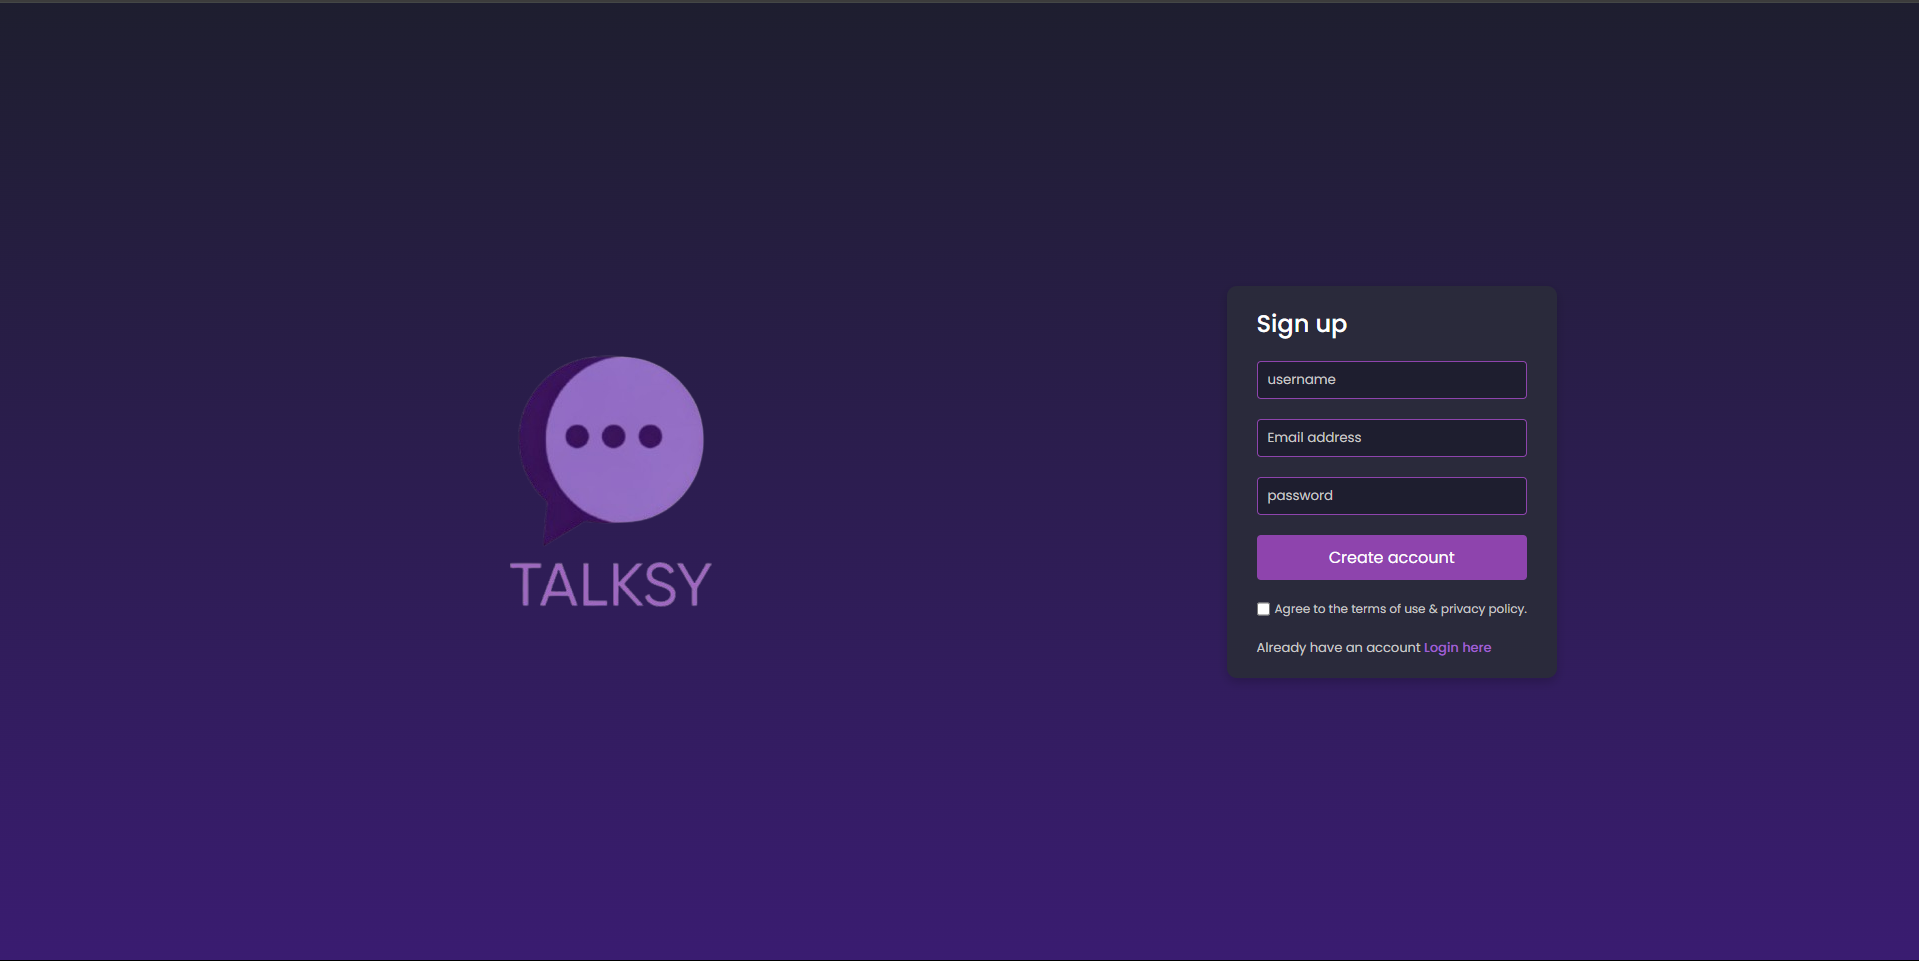 TALKSY
Sign up
username
Email address
password
Create account
Agree to the terms of use & privacy policy.
Already have an account Login here